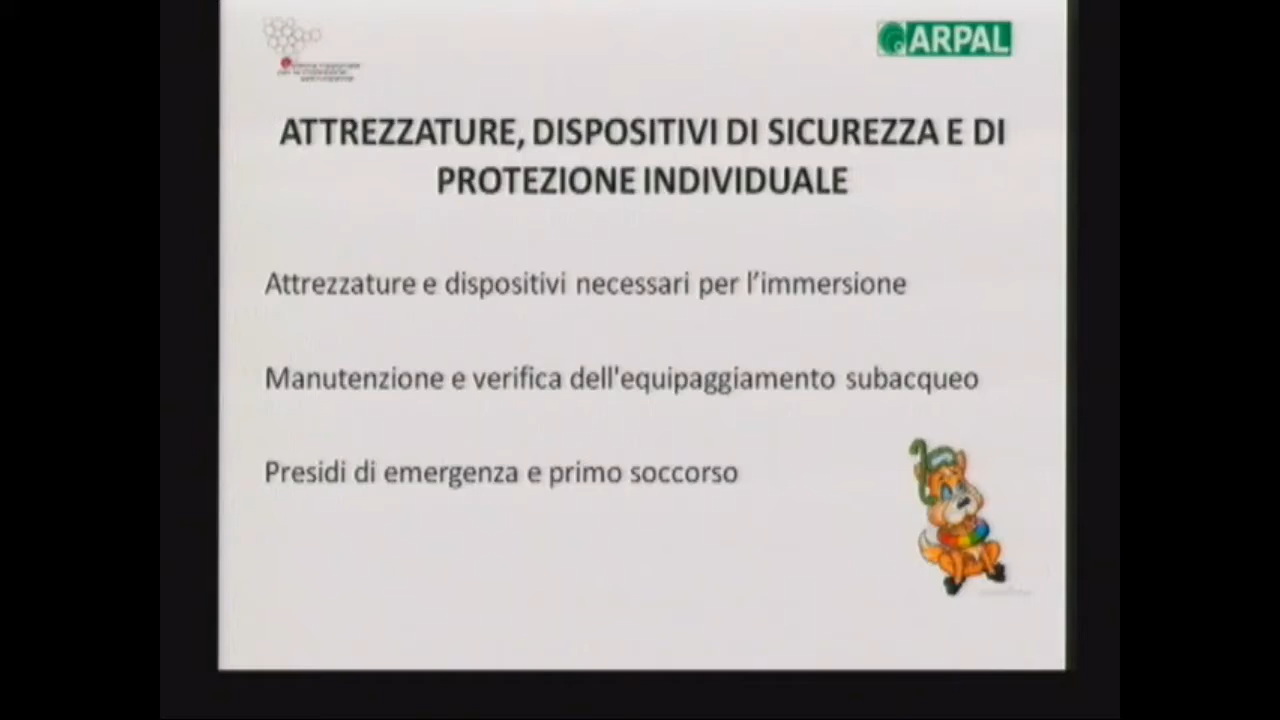 ARPAL
ATTREZZATURE, DISPOSITIVI DI SICUREZZA E DI
PROTEZIONE INDIVIDUALE
Attrezzature e dispositivi necessari per l’immersione
Manutenzione e verifica dell'equipaggiamento subacqueo
Presidi di emergenza e primo soccorso